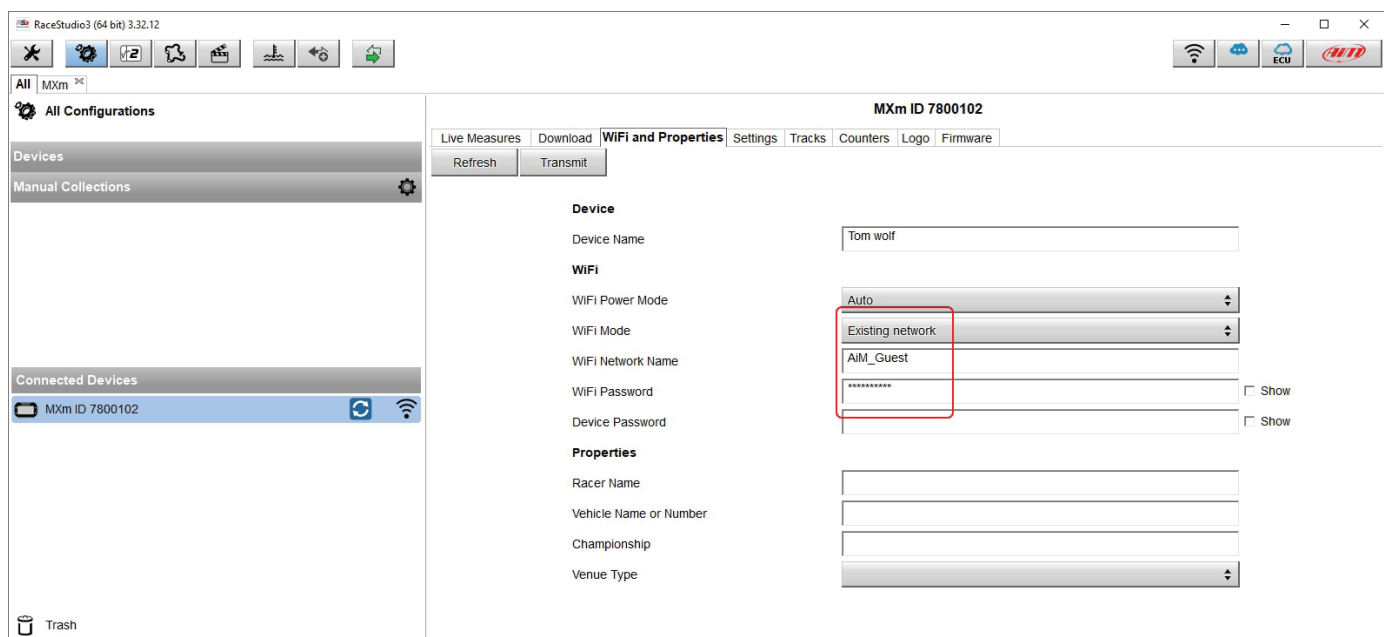 RaceStudio3 (64 bit) 3.32.12
ECU
AiM
All MXm
All Configurations
Devices
Manual Collections
Connected Devices
MXm ID 7800102
Trash
MXm ID 7800102
Live Measures Download WiFi and Properties Settings Tracks Counters Logo Firmware
Refresh Transmit
Device
Device Name Tom wolf
WiFi
WiFi Power Mode Auto
WiFi Mode Existing network
WiFi Network Name AiM_Guest
WiFi Password ********** Show
Device Password Show
Properties
Racer Name
Vehicle Name or Number
Championship
Venue Type